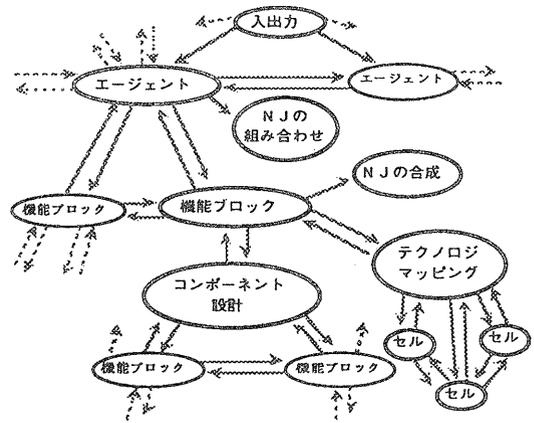 入出力
エージェント
エージェント
NJの
組み合わせ
NJの合成
機能ブロック
機能ブロック
テクノロジ
マッピング
コンポーネント
設計
セル
セル
機能ブロック
機能ブロック
セル